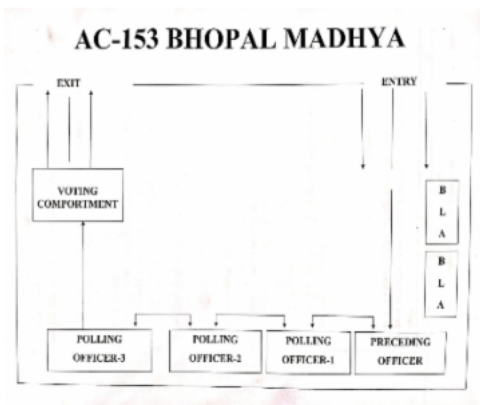 AC-153 BHOPAL MADHYA
EXIT
ENTRY
VOTING
COMPORTMENT
B
L
A
B
L
A
POLLING
OFFICER-3
POLLING
OFFICER-2
POLLING
OFFICER-1
PRECEDING
OFFICER